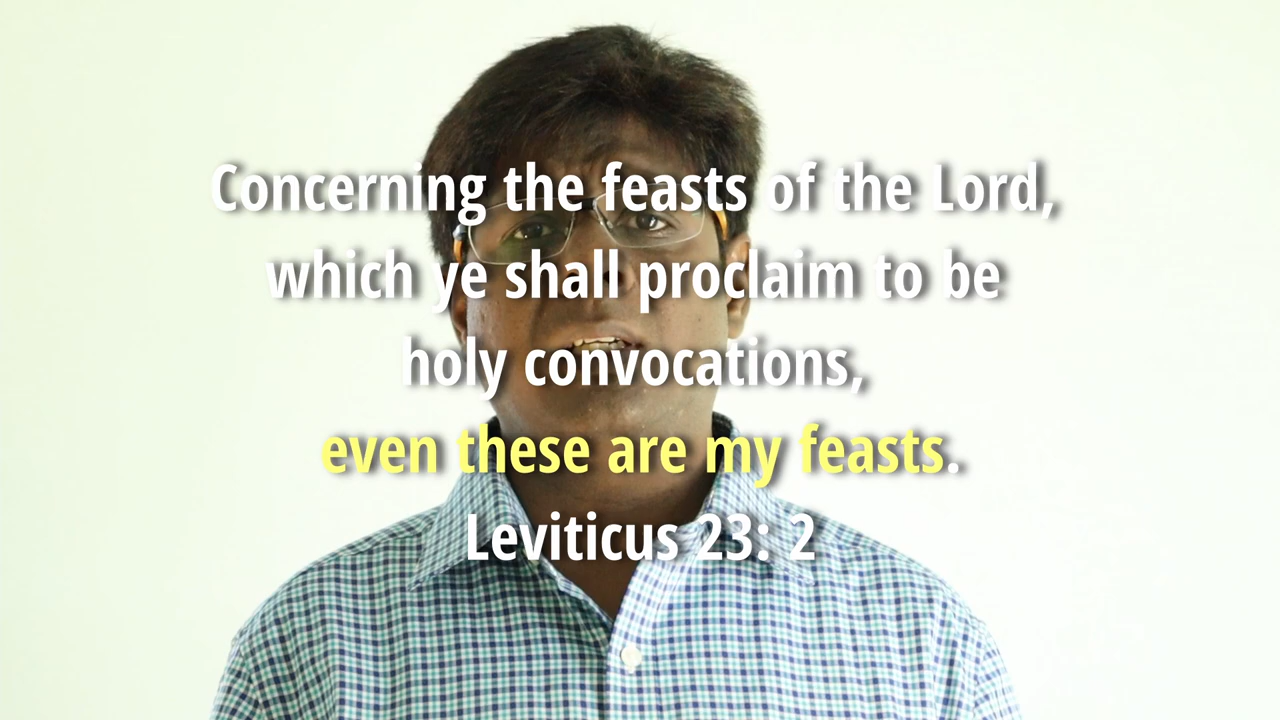 Concerning the feasts of the Lord,
which ye shall proclaim to be
holy convocations,
even these are my feasts.
Leviticus 23: 2